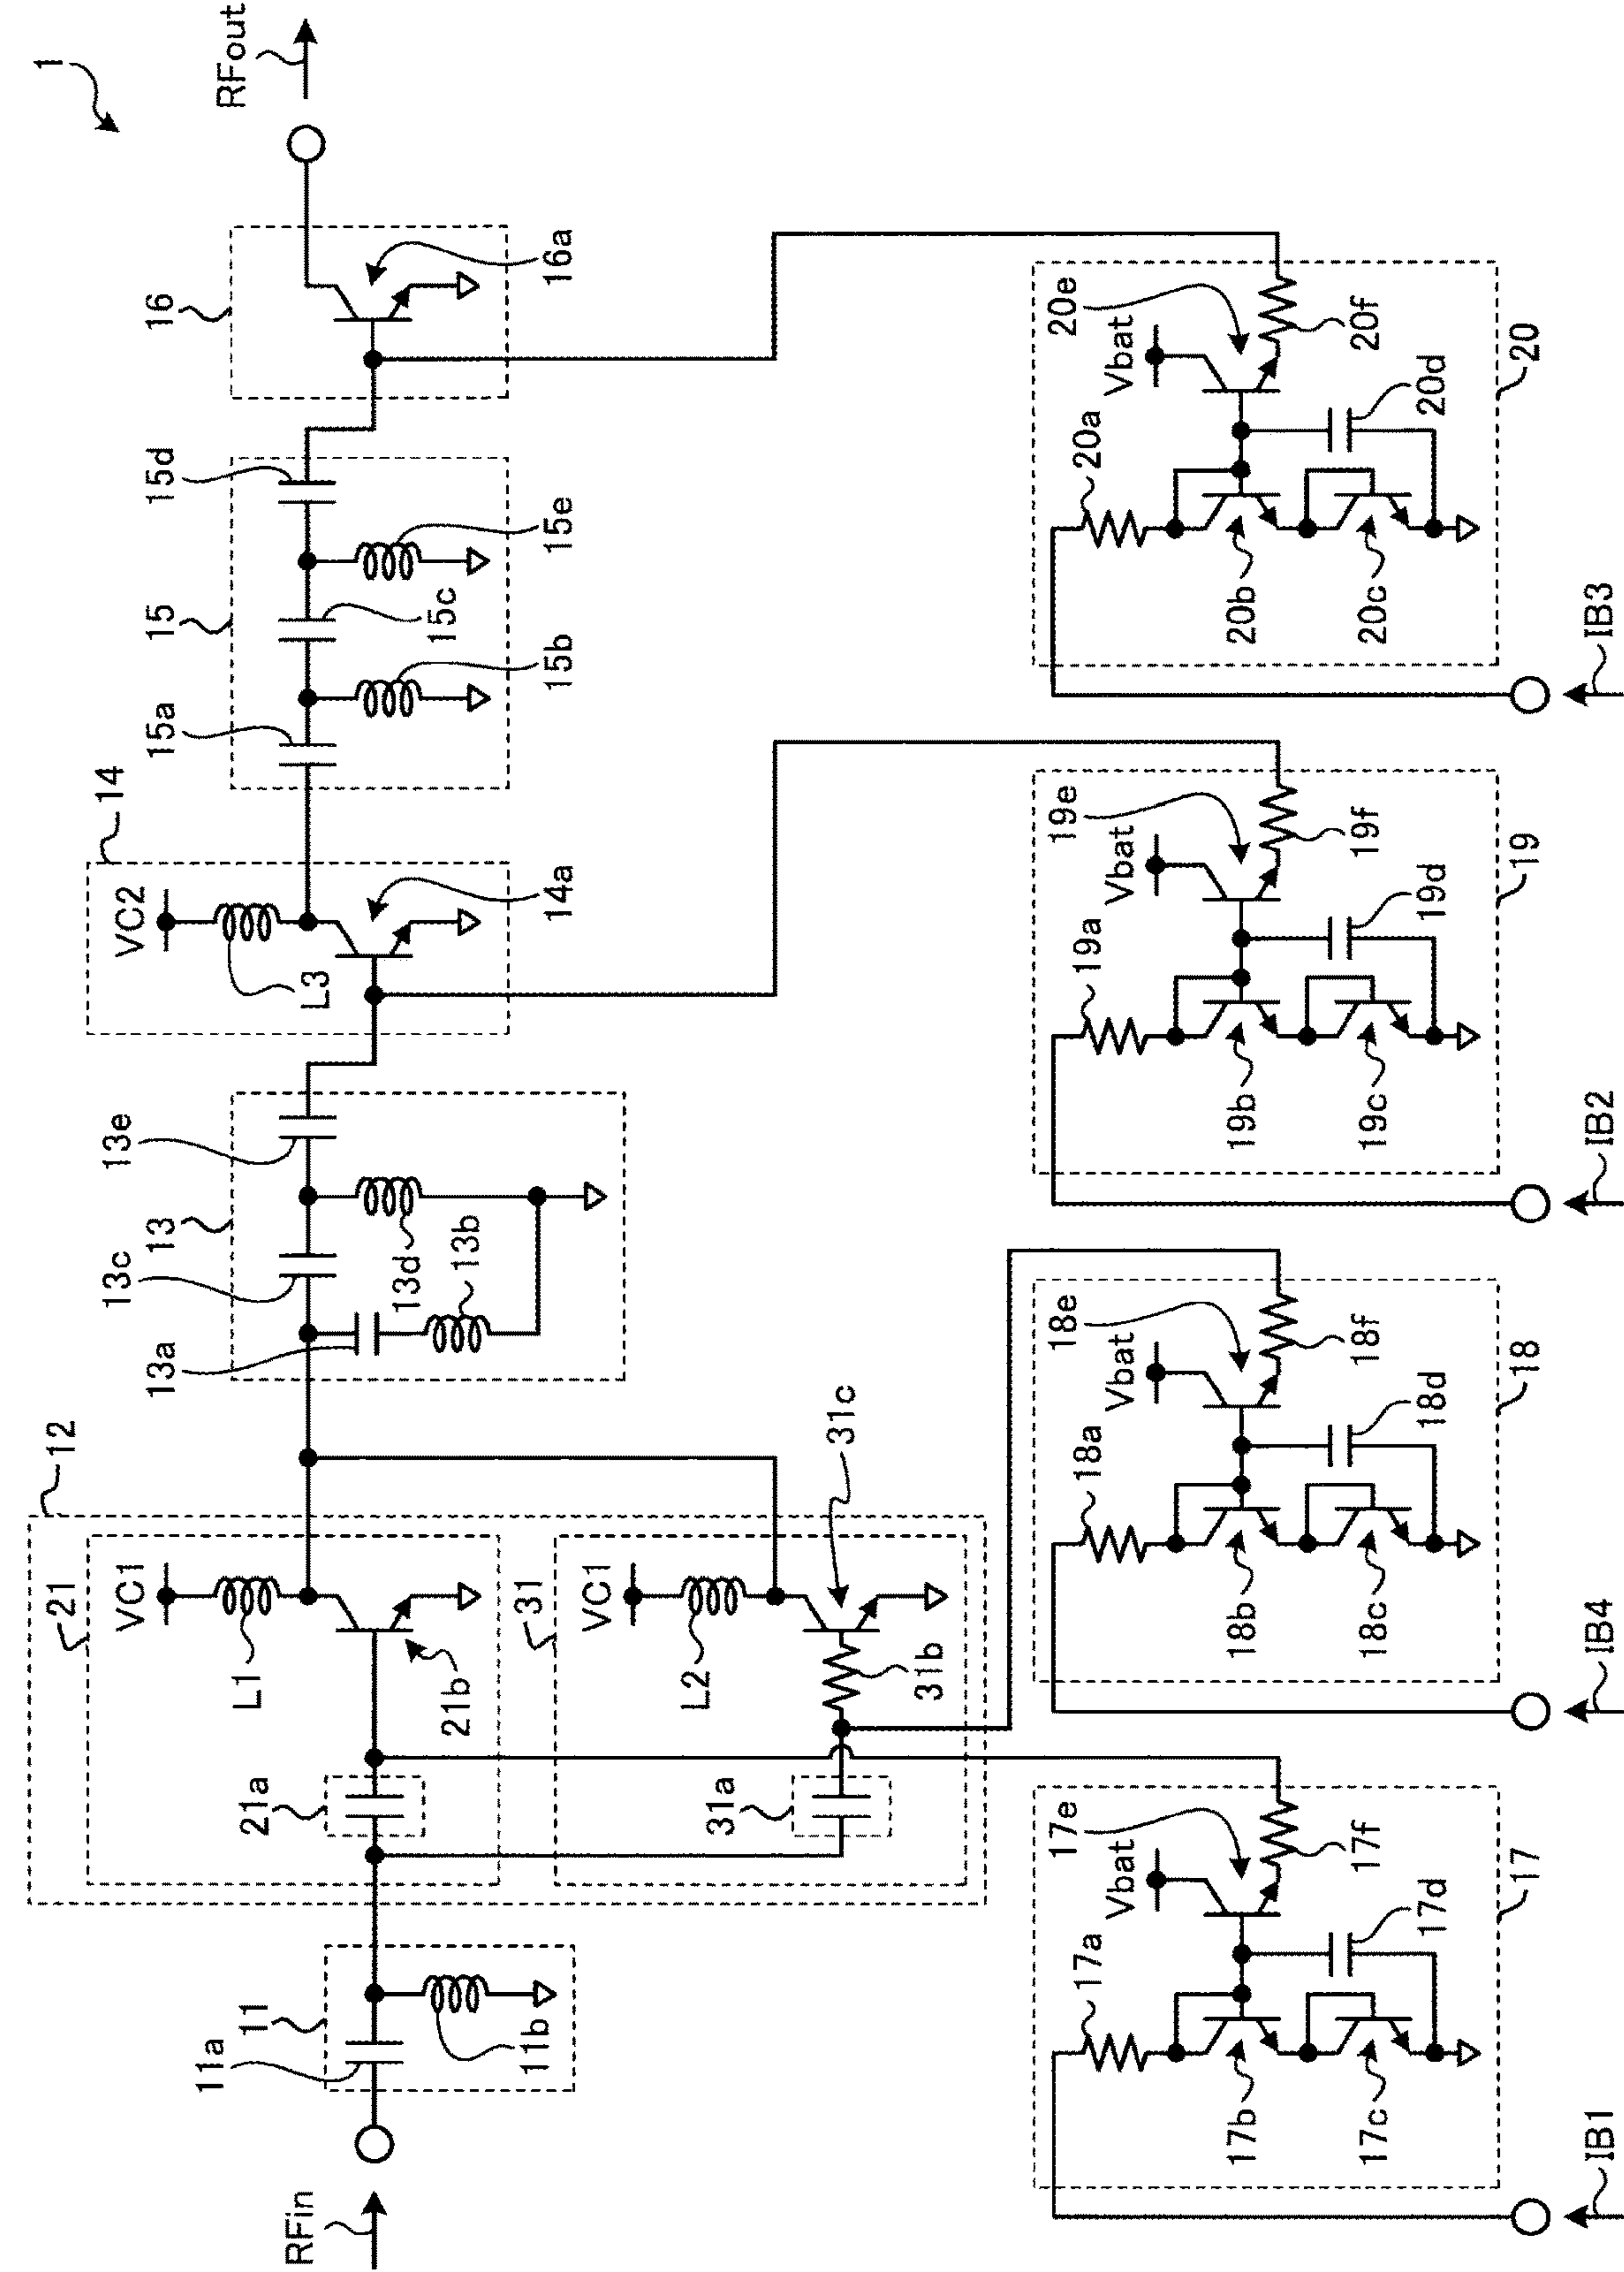 1
RFout
16
16a
15
15a
15b
15c
15d
15e
14
VC2
L3
14a
13
13a
13b
13c
13d
13e
12
21
VC1
L1
21a
21b
31
VC1
L2
31a
31b
31c
11
11a
11b
RFin
17
17a
17b
17c
17d
17e
17f
Vbat
IB1
18
18a
18b
18c
18d
18e
18f
Vbat
IB4
19
19a
19b
19c
19d
19e
19f
Vbat
IB2
20
20a
20b
20c
20d
20e
20f
Vbat
IB3